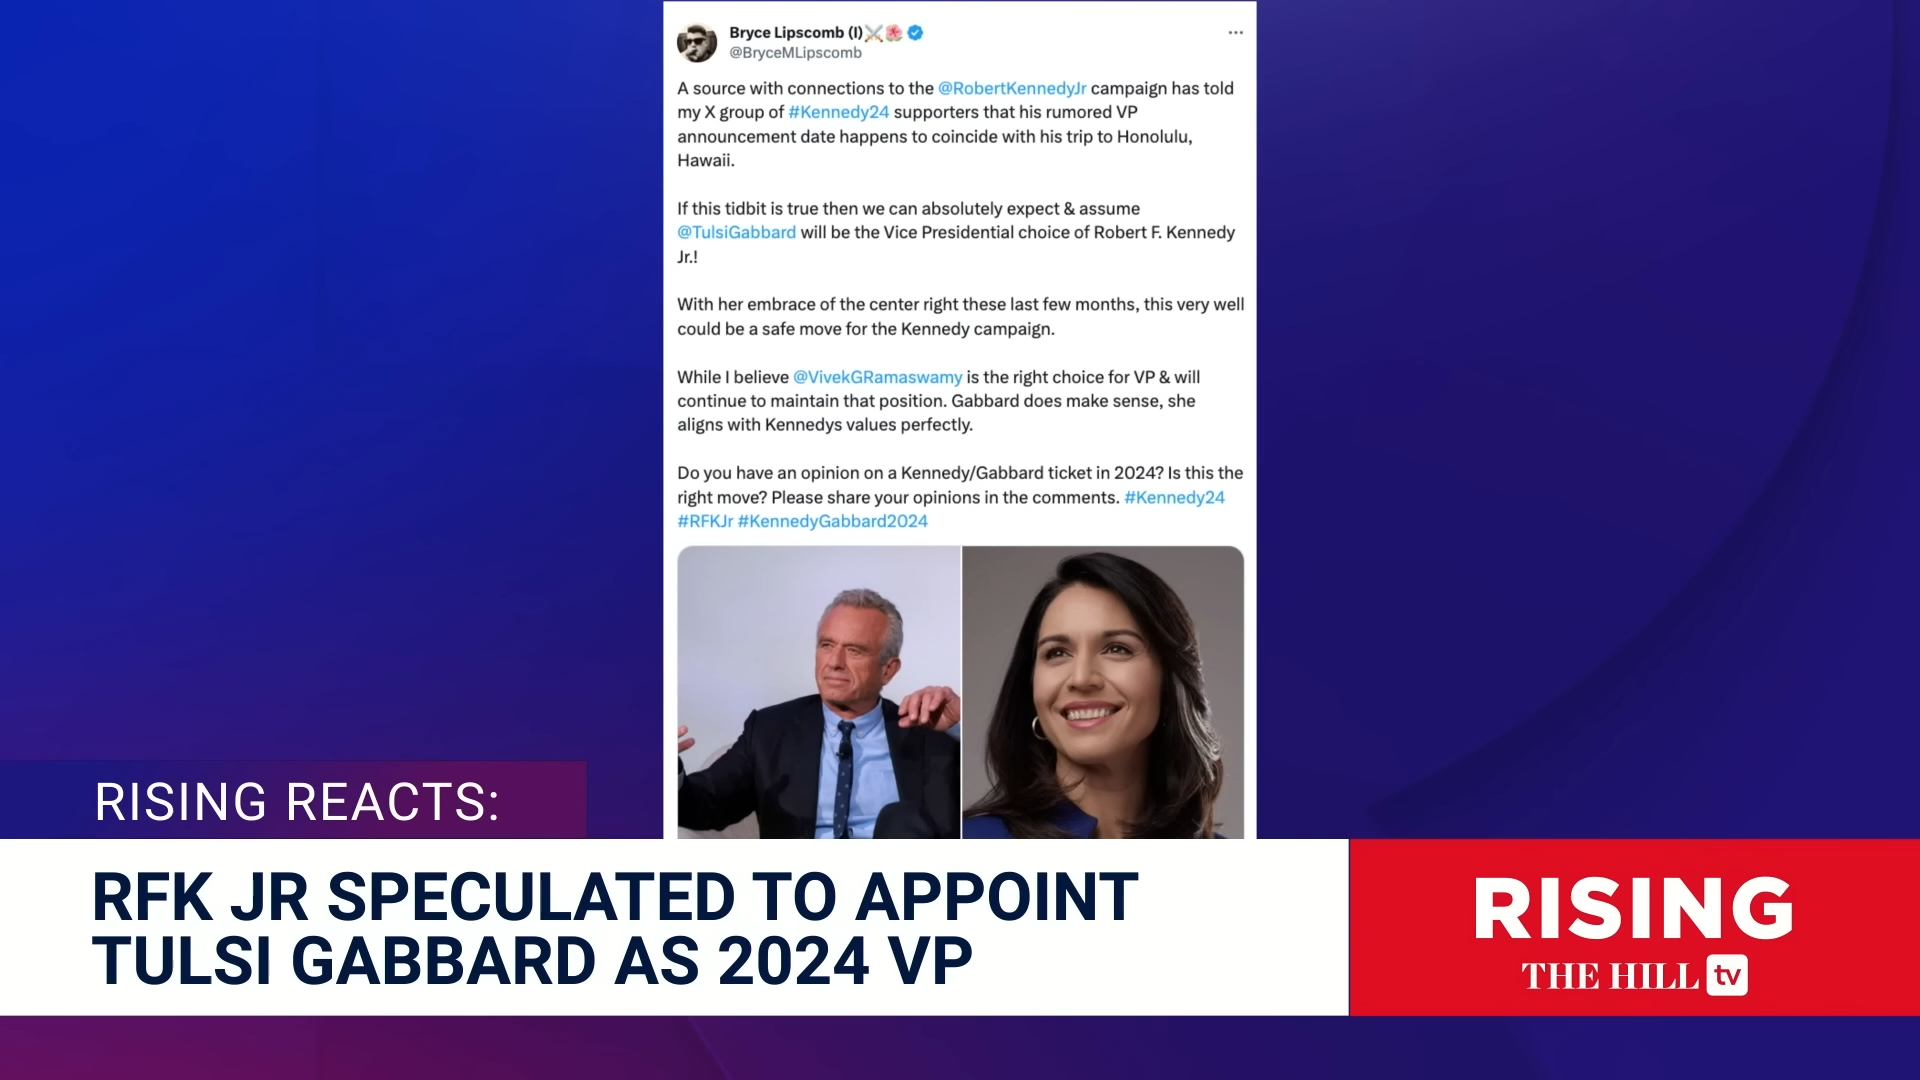 Bryce Lipscomb (I)⚔️🌺
@BryceMLipscomb
A source with connections to the @RobertKennedyJr campaign has told
my X group of #Kennedy24 supporters that his rumored VP
announcement date happens to coincide with his trip to Honolulu,
Hawaii.
If this tidbit is true then we can absolutely expect & assume
@TulsiGabbard will be the Vice Presidential choice of Robert F. Kennedy
Jr.!
With her embrace of the center right these last few months, this very well
could be a safe move for the Kennedy campaign.
While I believe @VivekGRamaswamy is the right choice for VP & will
continue to maintain that position. Gabbard does make sense, she
aligns with Kennedys values perfectly.
Do you have an opinion on a Kennedy/Gabbard ticket in 2024? Is this the
right move? Please share your opinions in the comments. #Kennedy24
#RFKJr #KennedyGabbard2024
RISING REACTS:
RFK JR SPECULATED TO APPOINT
TULSI GABBARD AS 2024 VP
RISING
THE HILL tv